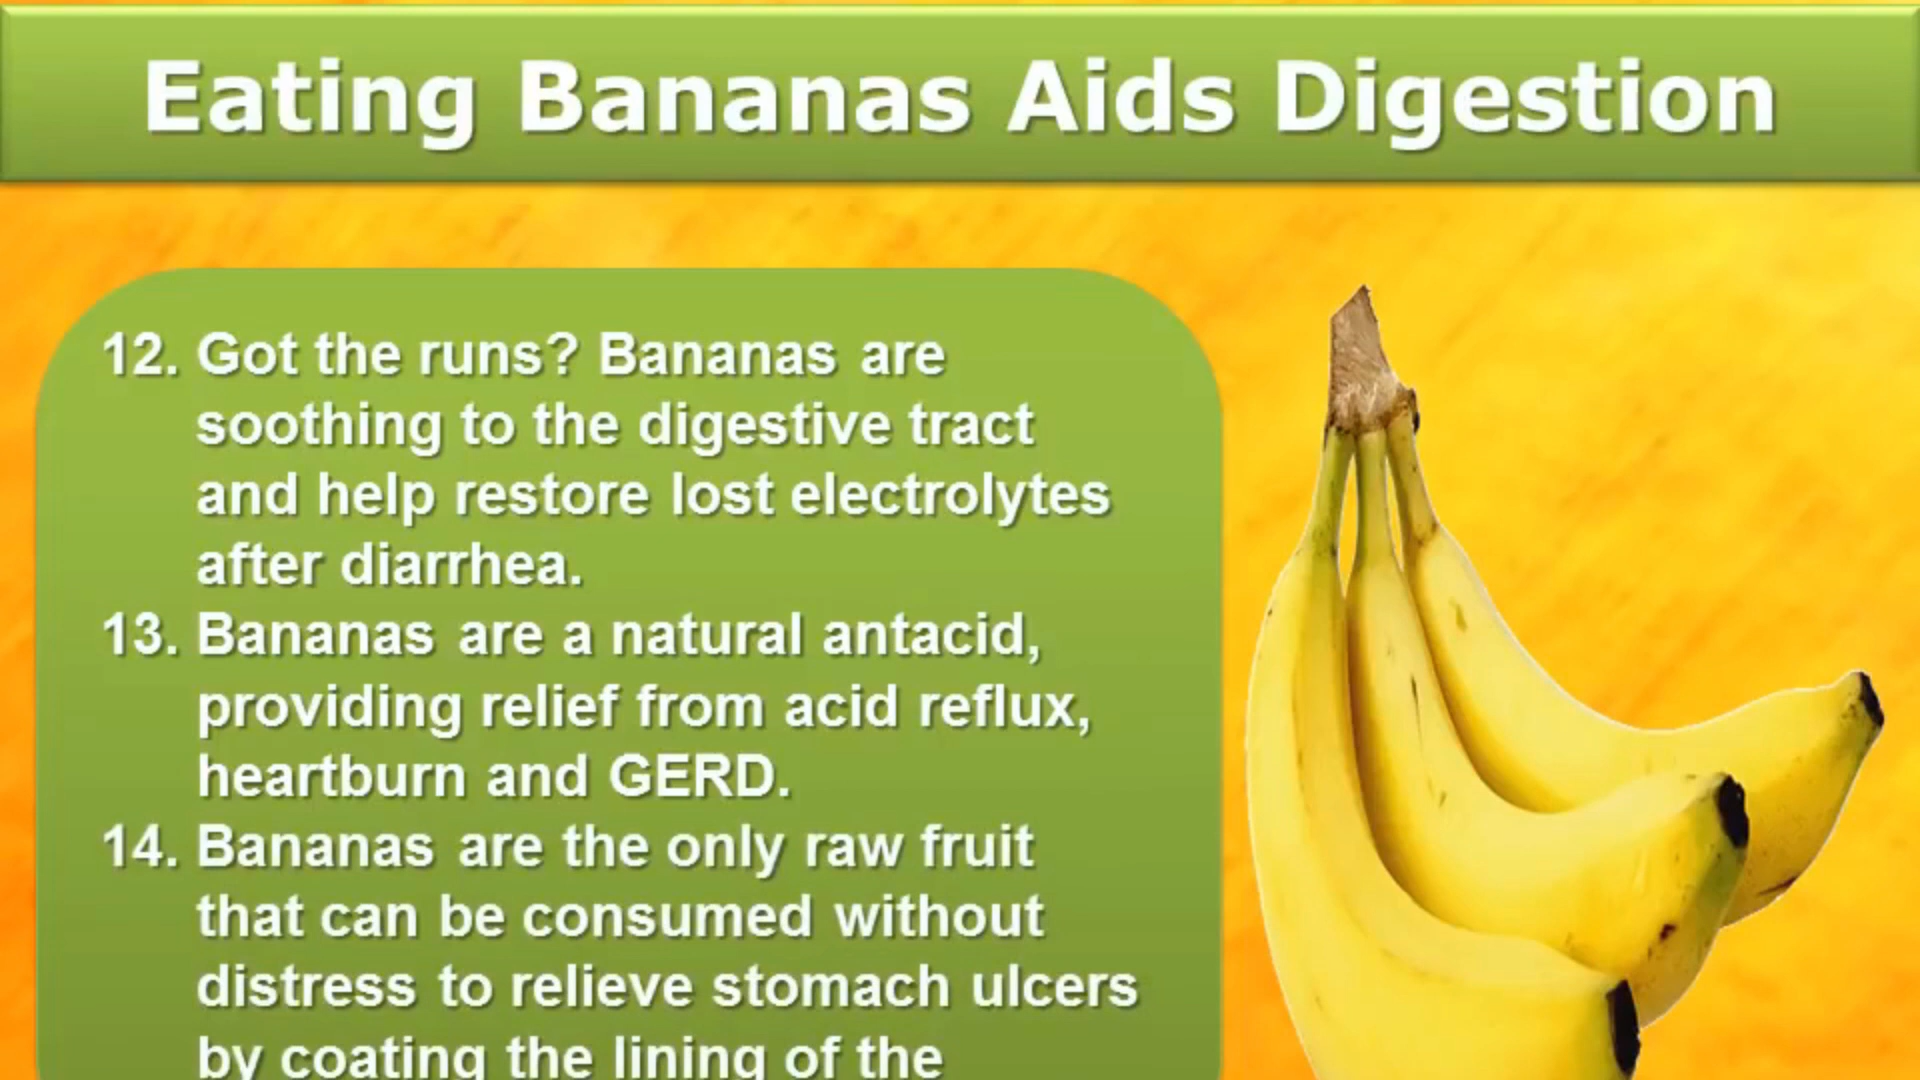 Eating Bananas Aids Digestion
12. Got the runs? Bananas are
soothing to the digestive tract
and help restore lost electrolytes
after diarrhea.
13. Bananas are a natural antacid,
providing relief from acid reflux,
heartburn and GERD.
14. Bananas are the only raw fruit
that can be consumed without
distress to relieve stomach ulcers
by coating the lining of the